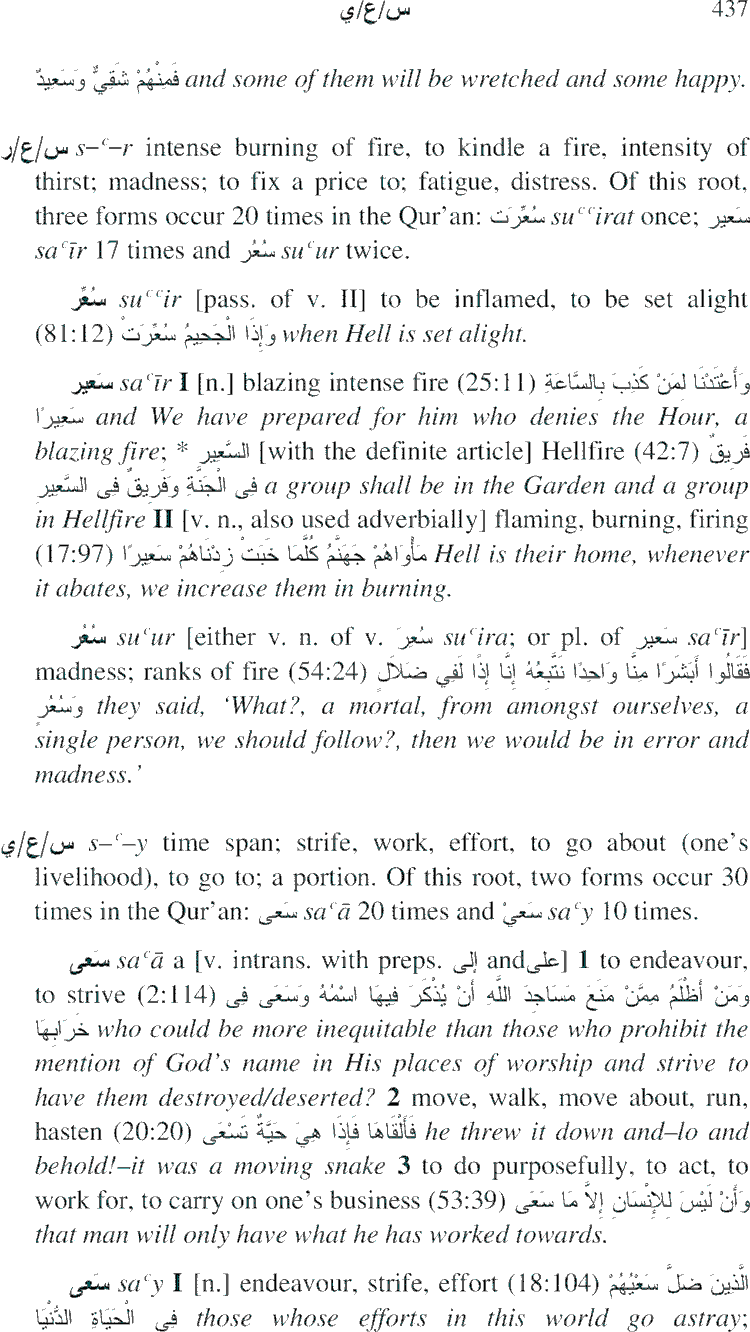 س/ع/ي 437
فَمِنْهُمْ شَقِيٌّ وَسَعِيدٌ and some of them will be wretched and some happy.
س/ع/ر s–ʿ–r intense burning of fire, to kindle a fire, intensity of
thirst; madness; to fix a price to; fatigue, distress. Of this root,
three forms occur 20 times in the Qur’an: سُعِّرَت suʿʿirat once; سَعير
saʿīr 17 times and سُعُر suʿur twice.
سُعِّر suʿʿir [pass. of v. II] to be inflamed, to be set alight
(81:12) وَإِذَا الْجَحِيمُ سُعِّرَتْ when Hell is set alight.
سَعير saʿīr I [n.] blazing intense fire (25:11) وَأَعْتَدْنَا لِمَنْ كَذَّبَ بِالسَّاعَةِ
سَعيرًا and We have prepared for him who denies the Hour, a
blazing fire; * السَّعِير [with the definite article] Hellfire (42:7) فَرِيقٌ
فِى الْجَنَّةِ وَفَرِيقٌ فِى السَّعيرِ a group shall be in the Garden and a group
in Hellfire II [v. n., also used adverbially] flaming, burning, firing
(17:97) مَأْوَاهُمْ جَهَنَّمُ كُلَّمَا خَبَتْ زِدْنَاهُمْ سَعيرًا Hell is their home, whenever
it abates, we increase them in burning.
سُعُر suʿur [either v. n. of v. سُعِرَ suʿira; or pl. of سَعير saʿīr]
madness; ranks of fire (54:24) فَقَالُوا أَبَشَرًا مِنَّا وَاحِدًا نَتَّبِعُهُ إِنَّا إِذًا لَفِي ضَلاَلٍ
وَسُعُرٍ they said, ‘What?, a mortal, from amongst ourselves, a
single person, we should follow?, then we would be in error and
madness.’
س/ع/ي s–ʿ–y time span; strife, work, effort, to go about (one’s
livelihood), to go to; a portion. Of this root, two forms occur 30
times in the Qur’an: سَعَى saʿā 20 times and سَعَيْ saʿy 10 times.
سَعَى saʿā a [v. intrans. with preps. إلى and على] 1 to endeavour,
to strive (2:114) وَمَنْ أَظْلَمُ مِمَّنْ مَنَعَ مَسَاجِدَ اللَّهِ أَنْ يُذْكَرَ فِيهَا اسْمُهُ وَسَعَى فِى
خَرَابِهَا who could be more inequitable than those who prohibit the
mention of God’s name in His places of worship and strive to
have them destroyed/deserted? 2 move, walk, move about, run,
hasten (20:20) فَأَلْقَاهَا فَإِذَا هِيَ حَيَّةٌ تَسْعَى he threw it down and–lo and
behold!–it was a moving snake 3 to do purposefully, to act, to
work for, to carry on one’s business (53:39) وَأَنْ لَيْسَ لِلإِنْسَانِ إِلاَّ مَا سَعَى
that man will only have what he has worked towards.
سَعى saʿy I [n.] endeavour, strife, effort (18:104) الَّذِينَ ضَلَّ سَعْيُهُمْ
فِى الْحَيَاةِ الدُّنْيَا those whose efforts in this world go astray;